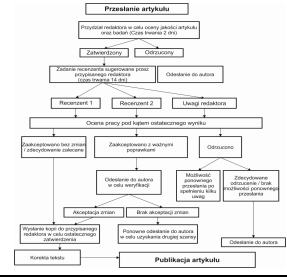 Przesłanie artykułu
Przydział redaktora w celu oceny jakości artykułu
oraz badań (Czas trwania 2 dni)
Zatwierdzony
Odrzucony
Zadanie recenzenta sugerowane przez
przypisanego redaktora
(czas trwania 14 dni)
Odesłanie do autora
Recenzent 1
Recenzent 2
Uwagi redaktora
Ocena pracy pod kątem ostatecznego wyniku
Zaakceptowano bez zmian
/ zdecydowanie zalecane
Zaakceptowano z ważnymi
poprawkami
Odrzucono
Odesłanie do autora
w celu weryfikacji
Możliwość
ponownego
przesłania po
spełnieniu kilku
uwag
Zdecydowane
odrzucenie / brak
możliwości ponownego
przesłania
Akceptacja zmian
Brak akceptacji zmian
Wysłanie kopii do przypisanego
redaktora w celu ostatecznego
zatwierdzenia
Ponowne odesłanie do autora
w celu uzyskania drugiej szansy
Odesłanie do autora
Korekta tekstu
Publikacja artykułu